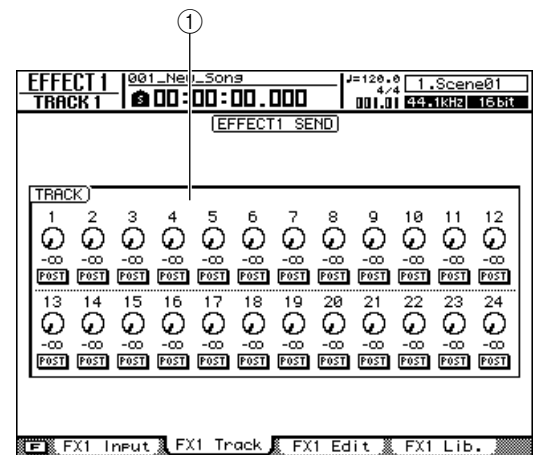 1
EFFECT1 001_New_Song ♩=120.0 4/4 1.Scene01
TRACK1 S 00:00:00.000 001.01 44.1kHz 16bit
EFFECT1 SEND
TRACK
1 2 3 4 5 6 7 8 9 10 11 12
-∞ -∞ -∞ -∞ -∞ -∞ -∞ -∞ -∞ -∞ -∞ -∞
POST POST POST POST POST POST POST POST POST POST POST POST
13 14 15 16 17 18 19 20 21 22 23 24
-∞ -∞ -∞ -∞ -∞ -∞ -∞ -∞ -∞ -∞ -∞ -∞
POST POST POST POST POST POST POST POST POST POST POST POST
F FX1 Input FX1 Track FX1 Edit FX1 Lib.